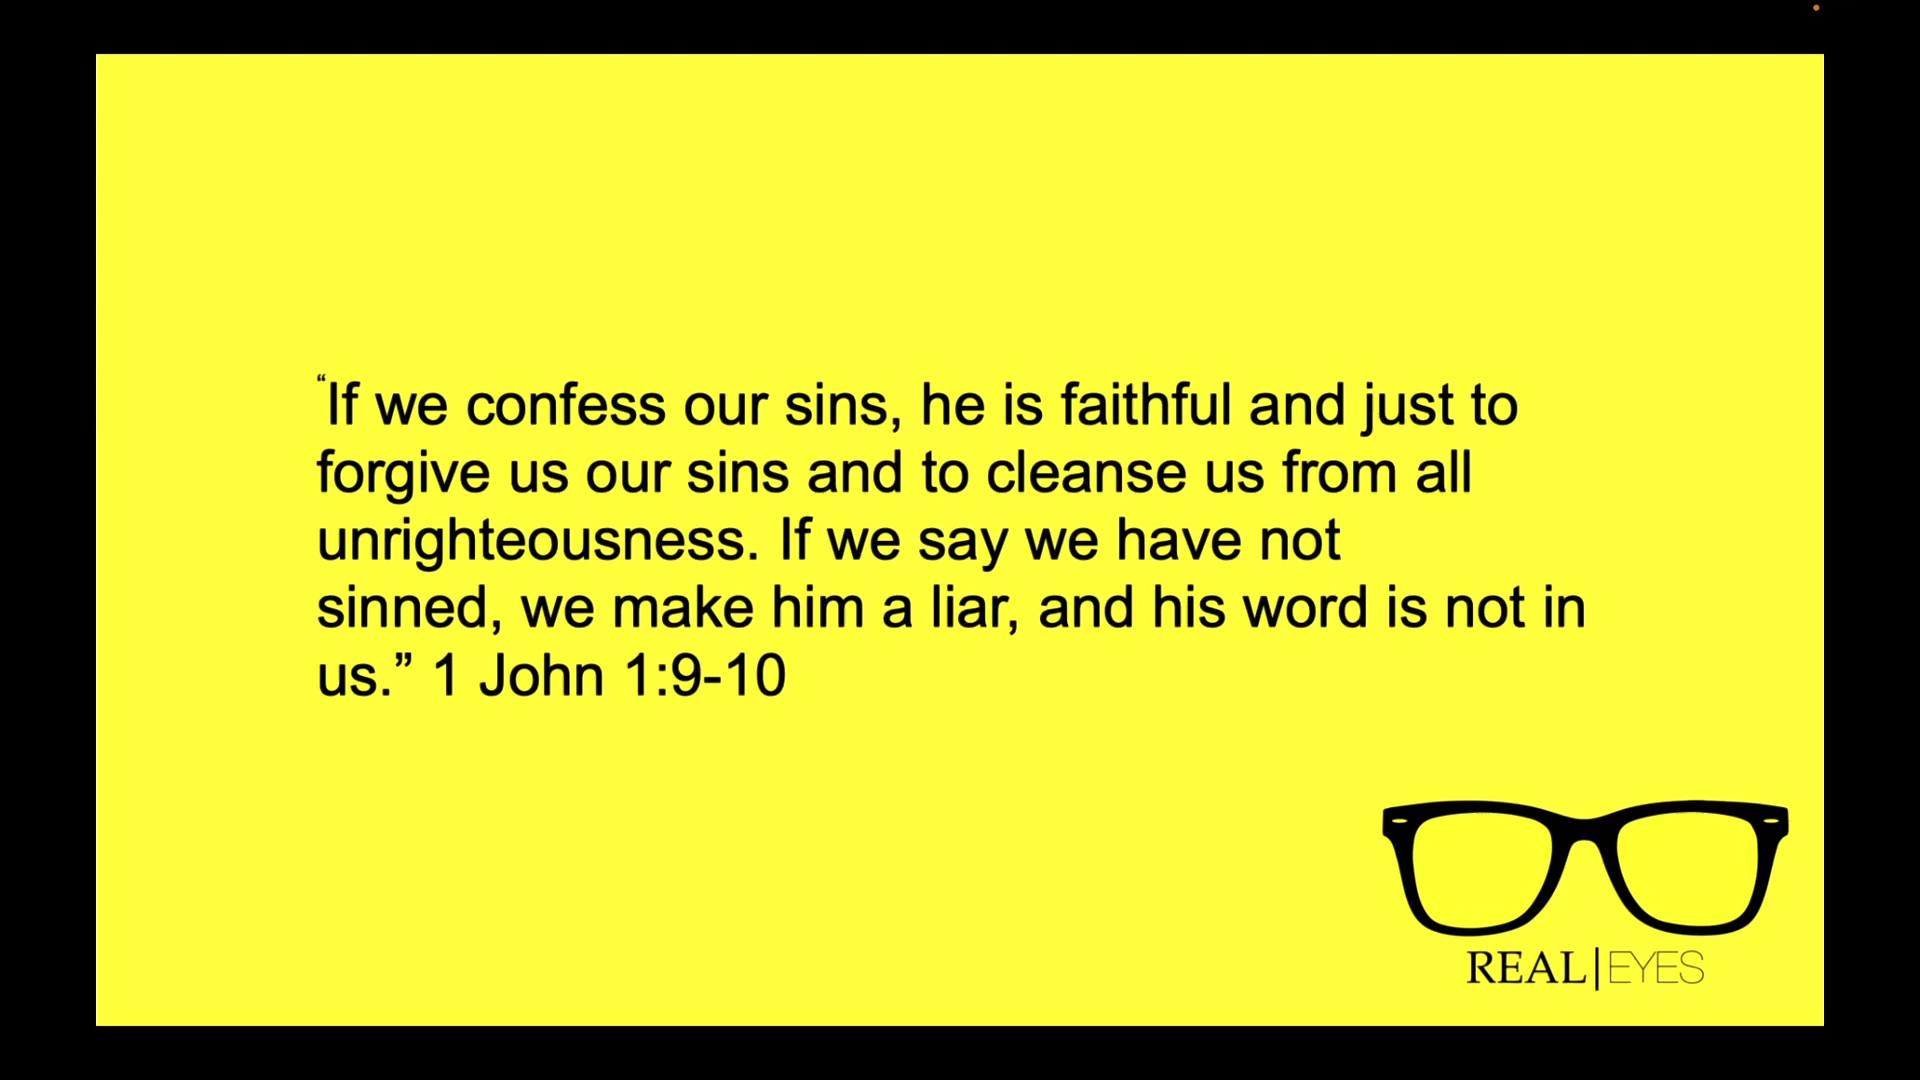 “If we confess our sins, he is faithful and just to
forgive us our sins and to cleanse us from all
unrighteousness. If we say we have not
sinned, we make him a liar, and his word is not in
us.” 1 John 1:9-10
REAL|EYES